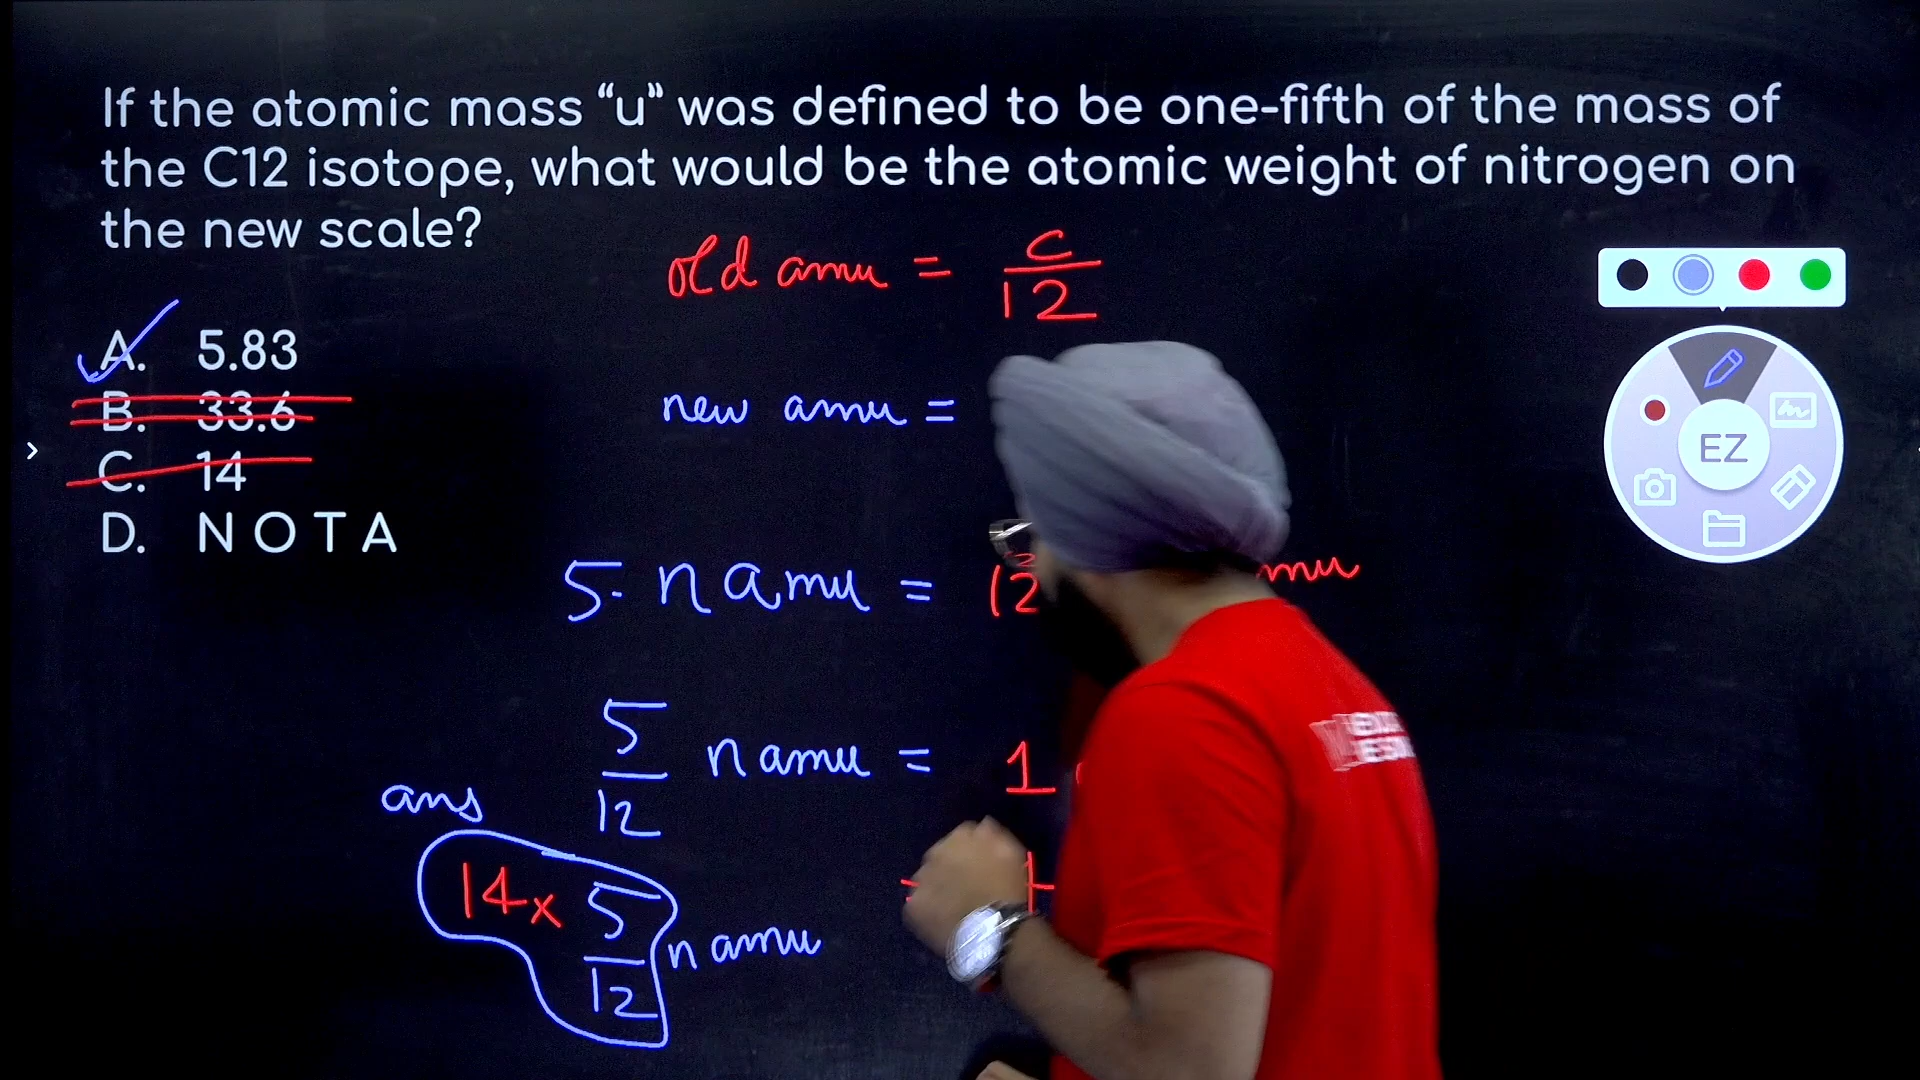 If the atomic mass “u” was defined to be one-fifth of the mass of
the C12 isotope, what would be the atomic weight of nitrogen on
the new scale?
old amu = C
12
A. 5.83
B. 33.6
C. 14
D. N O T A
new amu =
5. n amu = 12
5
12
n amu = 1
ans
14x 5
12
n amu
EZ